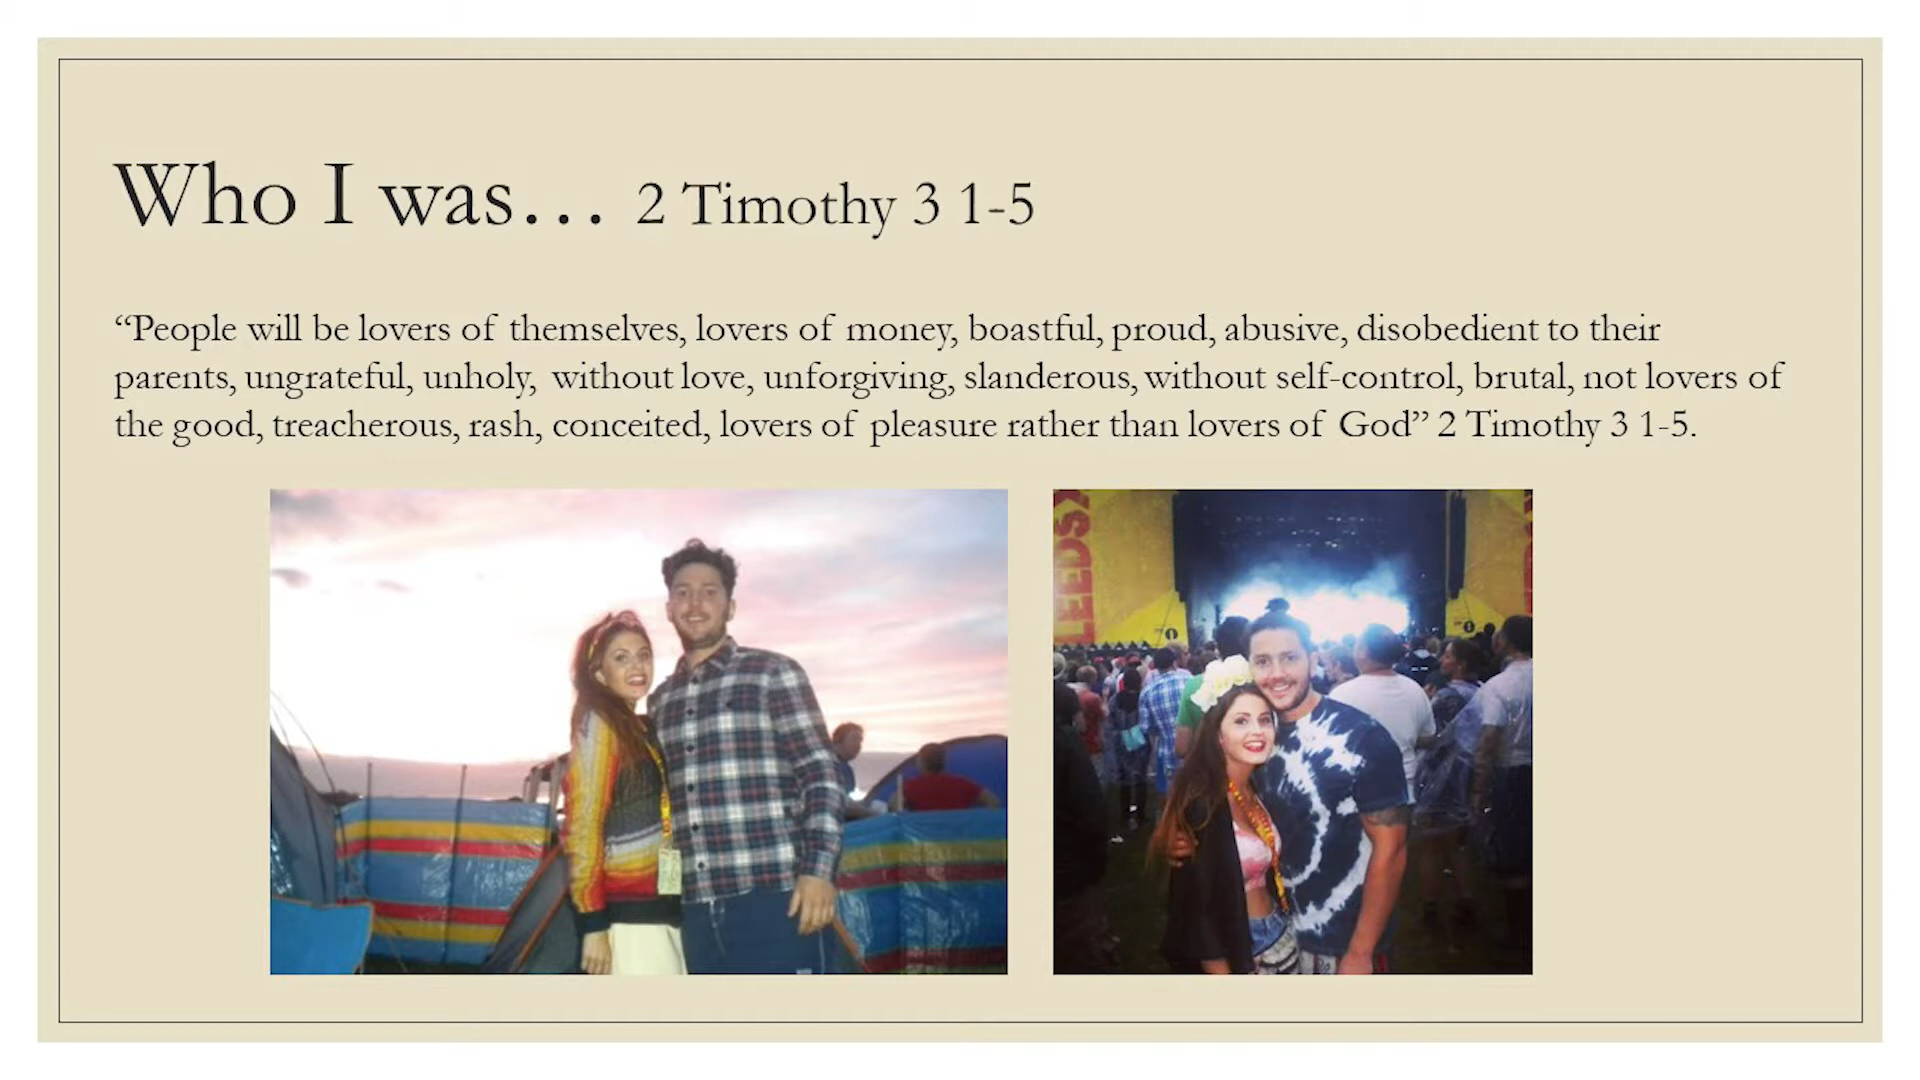 Who I was… 2 Timothy 3 1-5
“People will be lovers of themselves, lovers of money, boastful, proud, abusive, disobedient to their
parents, ungrateful, unholy, without love, unforgiving, slanderous, without self-control, brutal, not lovers of
the good, treacherous, rash, conceited, lovers of pleasure rather than lovers of God” 2 Timothy 3 1-5.
LEEDS